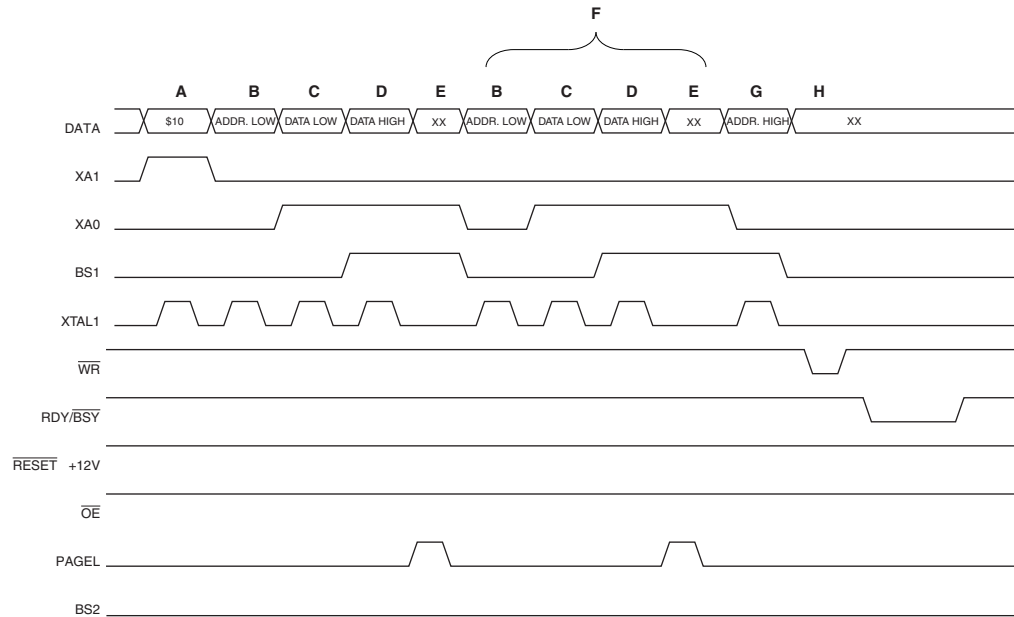 F
A B C D E B C D E G H
DATA $10 ADDR. LOW DATA LOW DATA HIGH XX ADDR. LOW DATA LOW DATA HIGH XX ADDR. HIGH XX
XA1
XA0
BS1
XTAL1
WR
RDY/BSY
RESET +12V
OE
PAGEL
BS2